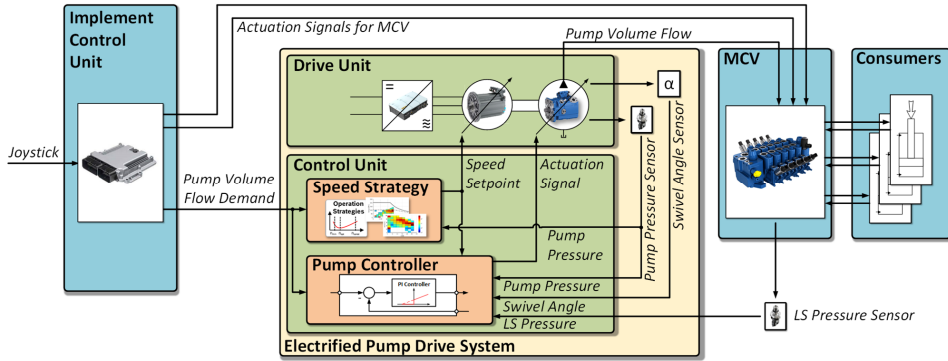 Implement
Control
Unit
Joystick
Actuation Signals for MCV
Pump Volume
Flow Demand
Drive Unit
Pump Volume Flow
α
Swivel Angle Sensor
Pump Pressure Sensor
Control Unit
Speed
Setpoint
Actuation
Signal
Speed Strategy
Operation
Strategies
Pump
Pressure
Pump Controller
PI Controller
Pump Pressure
Swivel Angle
LS Pressure
Electrified Pump Drive System
MCV
Consumers
LS Pressure Sensor